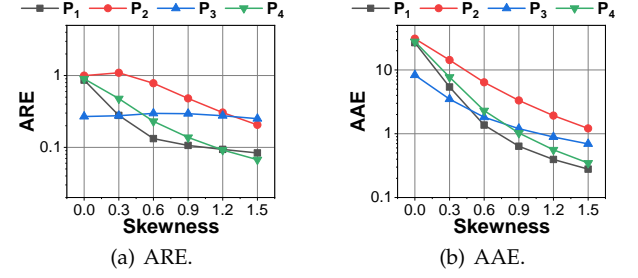 P1 P2 P3 P4
ARE
1
0.1
0.0 0.3 0.6 0.9 1.2 1.5
Skewness
(a) ARE.
P1 P2 P3 P4
AAE
10
1
0.1
0.0 0.3 0.6 0.9 1.2 1.5
Skewness
(b) AAE.